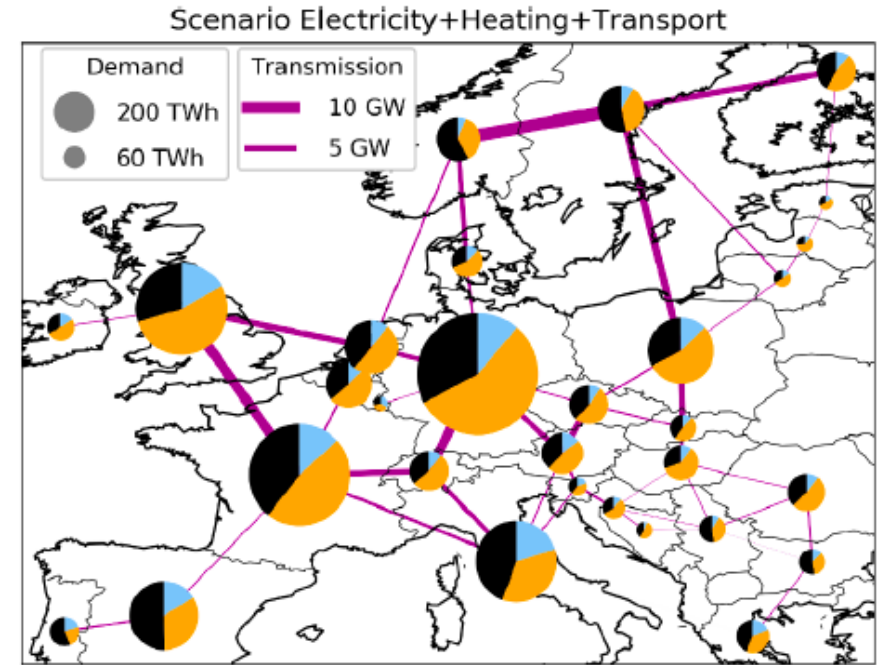 Scenario Electricity+Heating+Transport
Demand
200 TWh
60 TWh
Transmission
10 GW
5 GW